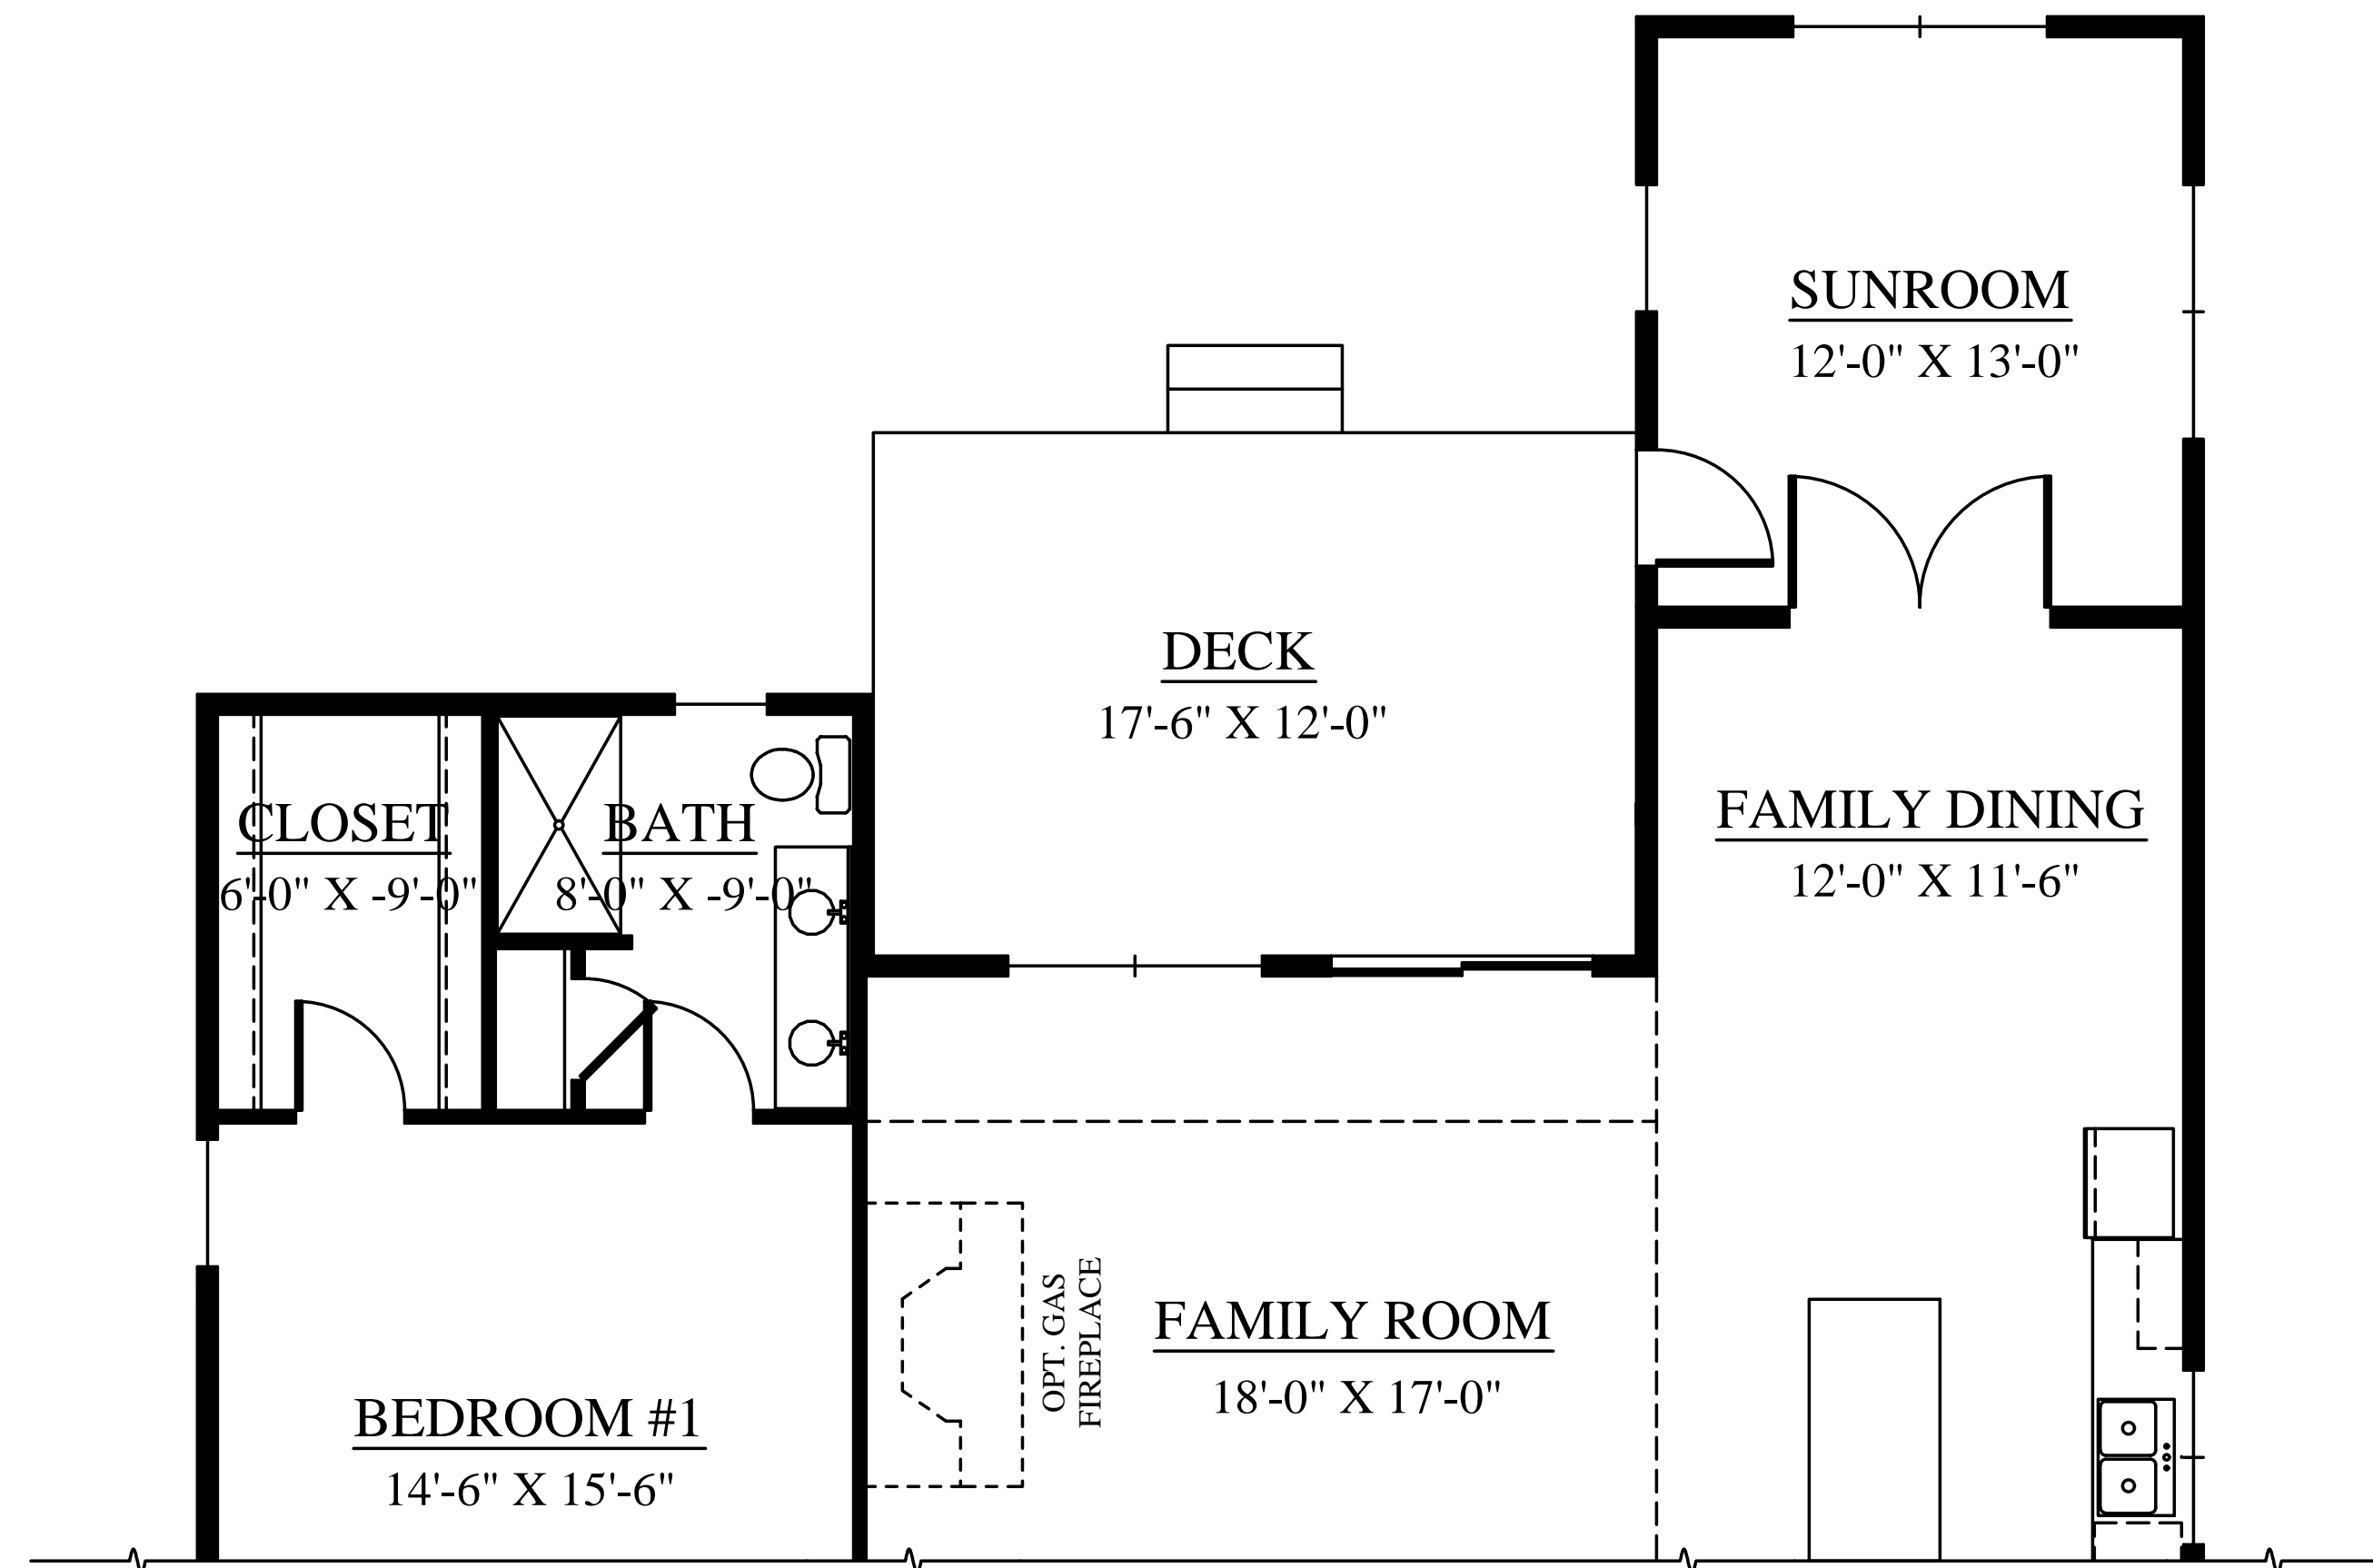 SUNROOM
12'-0" X 13'-0"
DECK
17'-6" X 12'-0"
FAMILY DINING
12'-0" X 11'-6"
CLOSET
6'-0" X -9'-0"
BATH
8'-0" X -9'-0"
OPT. GAS
FIREPLACE
FAMILY ROOM
18'-0" X 17'-0"
BEDROOM #1
14'-6" X 15'-6"